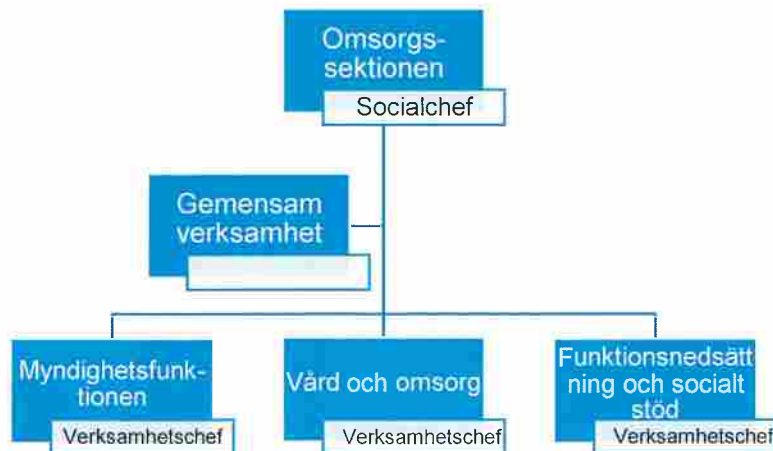 Omsorgs-
sektionen
Socialchef
Gemensam
verksamhet
Myndighetsfunk-
tionen
Verksamhetschef
Vård och omsorg
Verksamhetschef
Funktionsnedsätt
ning och socialt
stöd
Verksamhetschef